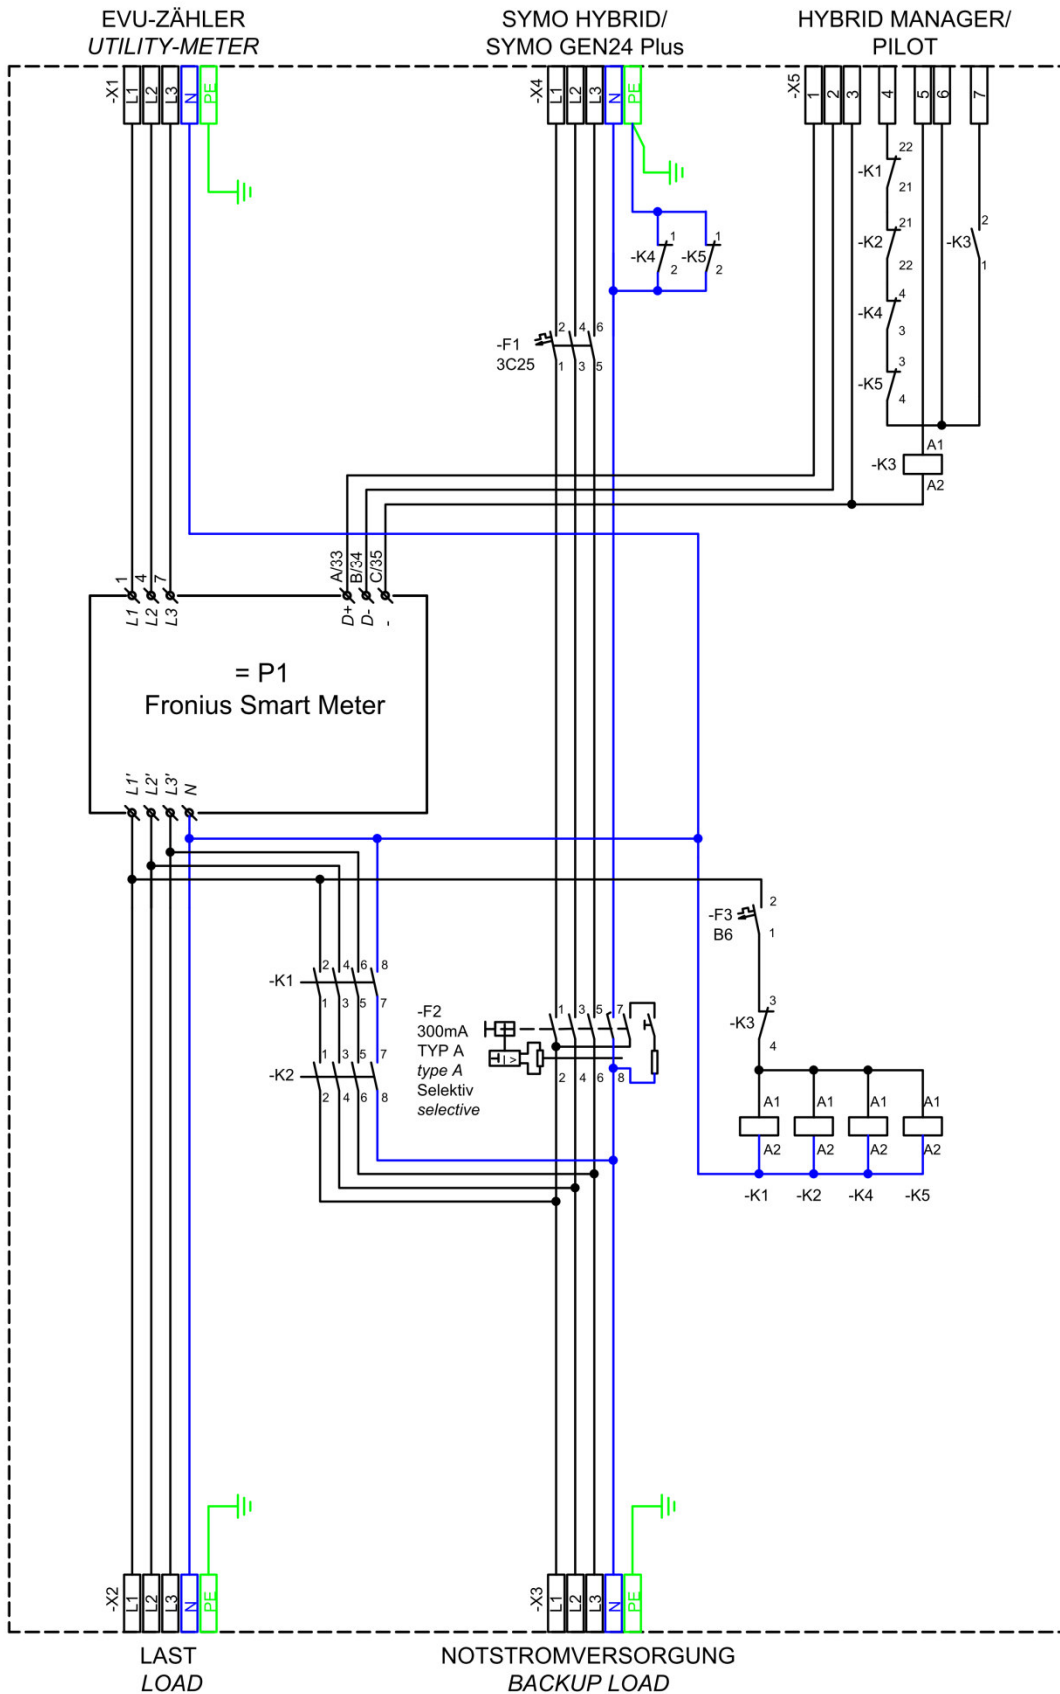 EVU-ZÄHLER
UTILITY-METER
SYMO HYBRID/
SYMO GEN24 Plus
HYBRID MANAGER/
PILOT
-X1
L1
L2
L3
N
PE
-X4
L1
L2
L3
N
PE
-X5
1
2
3
4
5
6
7
22
-K1
21
21
-K2
22
4
-K4
3
3
-K5
4
2
-K3
1
1
-K4
2
1
-K5
2
-F1
3C25
2 4 6
1 3 5
A1
-K3
A2
1
4
7
A/33
B/34
C/35
L1
L2
L3
D+
D-
-
= P1
Fronius Smart Meter
L1'
L2'
L3'
N
-F3
B6
2
1
-K1
2 4 6 8
1 3 5 7
-K2
1 3 5 7
2 4 6 8
-F2
300mA
TYP A
type A
Selektiv
selective
1 3 5 7
I >
2 4 6 8
3
-K3
4
A1 A1 A1 A1
A2 A2 A2 A2
-K1 -K2 -K4 -K5
-X2
L1
L2
L3
N
PE
-X3
L1
L2
L3
N
PE
LAST
LOAD
NOTSTROMVERSORGUNG
BACKUP LOAD